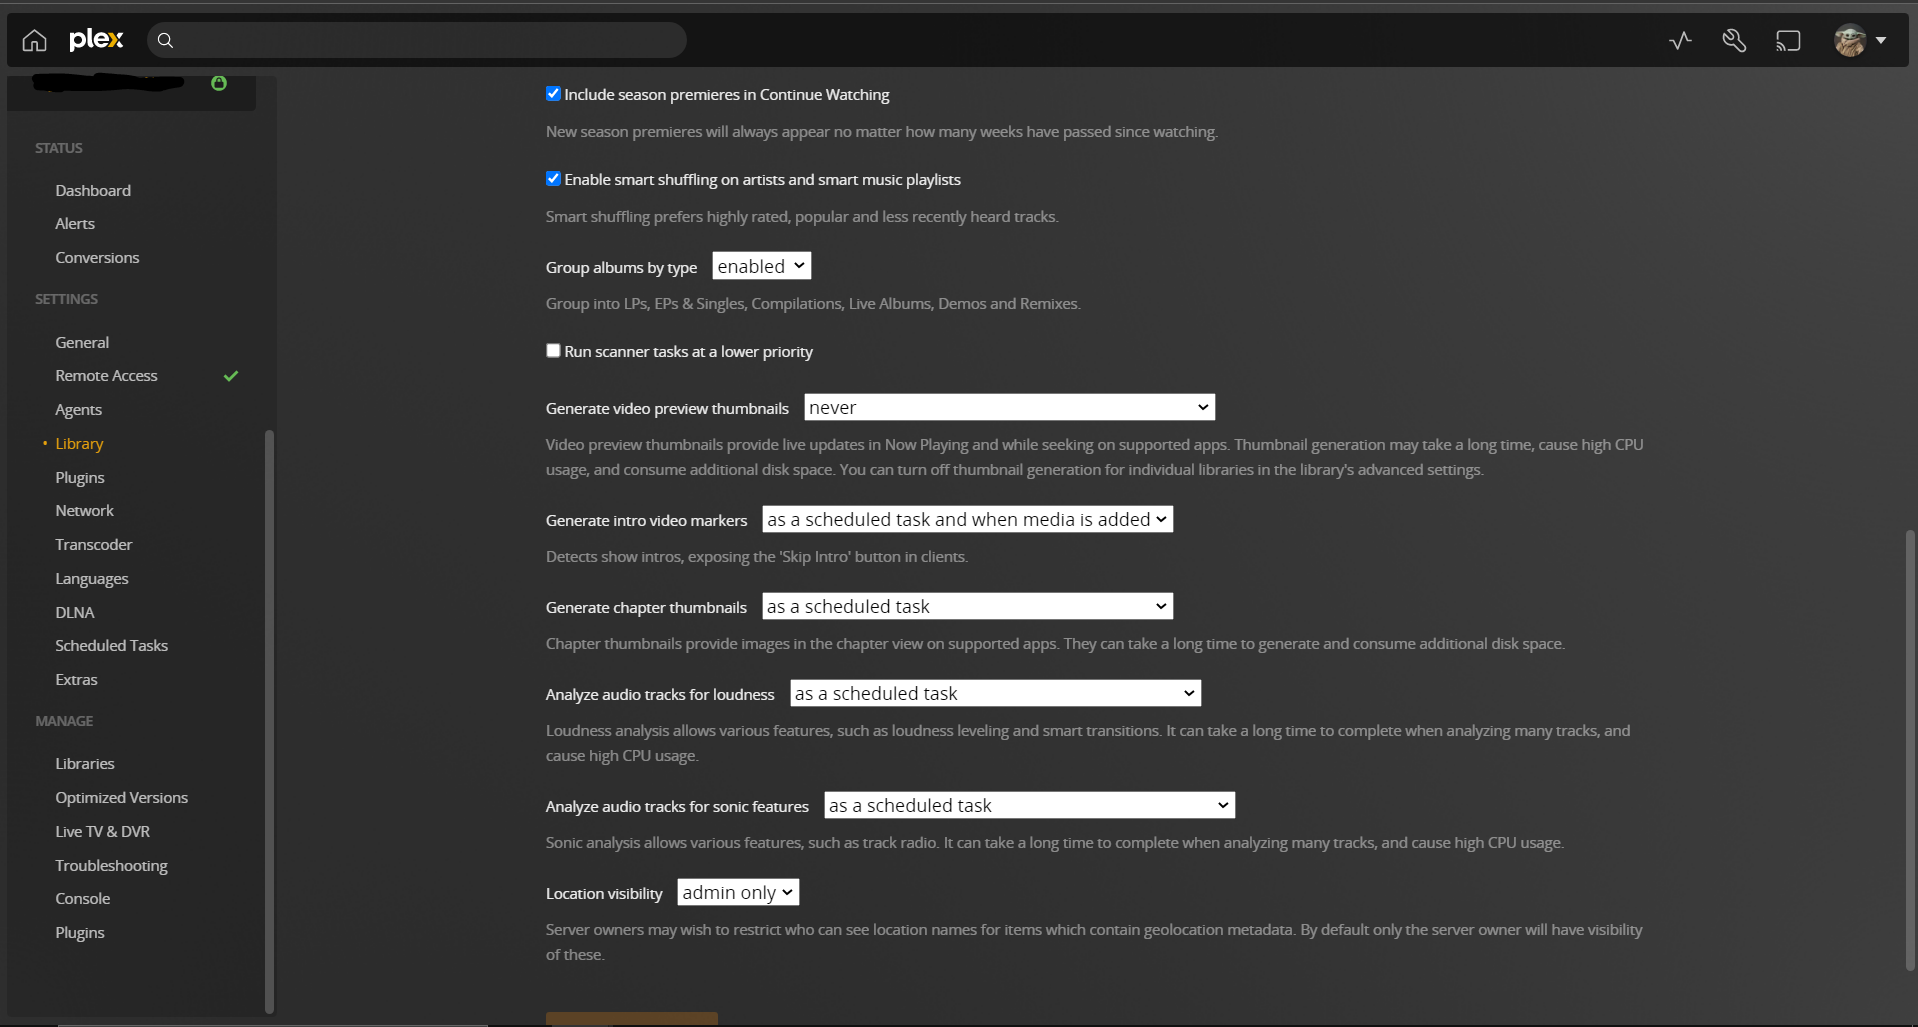 plex
STATUS
Dashboard
Alerts
Conversions
SETTINGS
General
Remote Access
Agents
Library
Plugins
Network
Transcoder
Languages
DLNA
Scheduled Tasks
Extras
MANAGE
Libraries
Optimized Versions
Live TV & DVR
Troubleshooting
Console
Plugins
Include season premieres in Continue Watching
New season premieres will always appear no matter how many weeks have passed since watching.
Enable smart shuffling on artists and smart music playlists
Smart shuffling prefers highly rated, popular and less recently heard tracks.
Group albums by type enabled
Group into LPs, EPs & Singles, Compilations, Live Albums, Demos and Remixes.
Run scanner tasks at a lower priority
Generate video preview thumbnails never
Video preview thumbnails provide live updates in Now Playing and while seeking on supported apps. Thumbnail generation may take a long time, cause high CPU
usage, and consume additional disk space. You can turn off thumbnail generation for individual libraries in the library's advanced settings.
Generate intro video markers as a scheduled task and when media is added
Detects show intros, exposing the 'Skip Intro' button in clients.
Generate chapter thumbnails as a scheduled task
Chapter thumbnails provide images in the chapter view on supported apps. They can take a long time to generate and consume additional disk space.
Analyze audio tracks for loudness as a scheduled task
Loudness analysis allows various features, such as loudness leveling and smart transitions. It can take a long time to complete when analyzing many tracks, and
cause high CPU usage.
Analyze audio tracks for sonic features as a scheduled task
Sonic analysis allows various features, such as track radio. It can take a long time to complete when analyzing many tracks, and cause high CPU usage.
Location visibility admin only
Server owners may wish to restrict who can see location names for items which contain geolocation metadata. By default only the server owner will have visibility
of these.